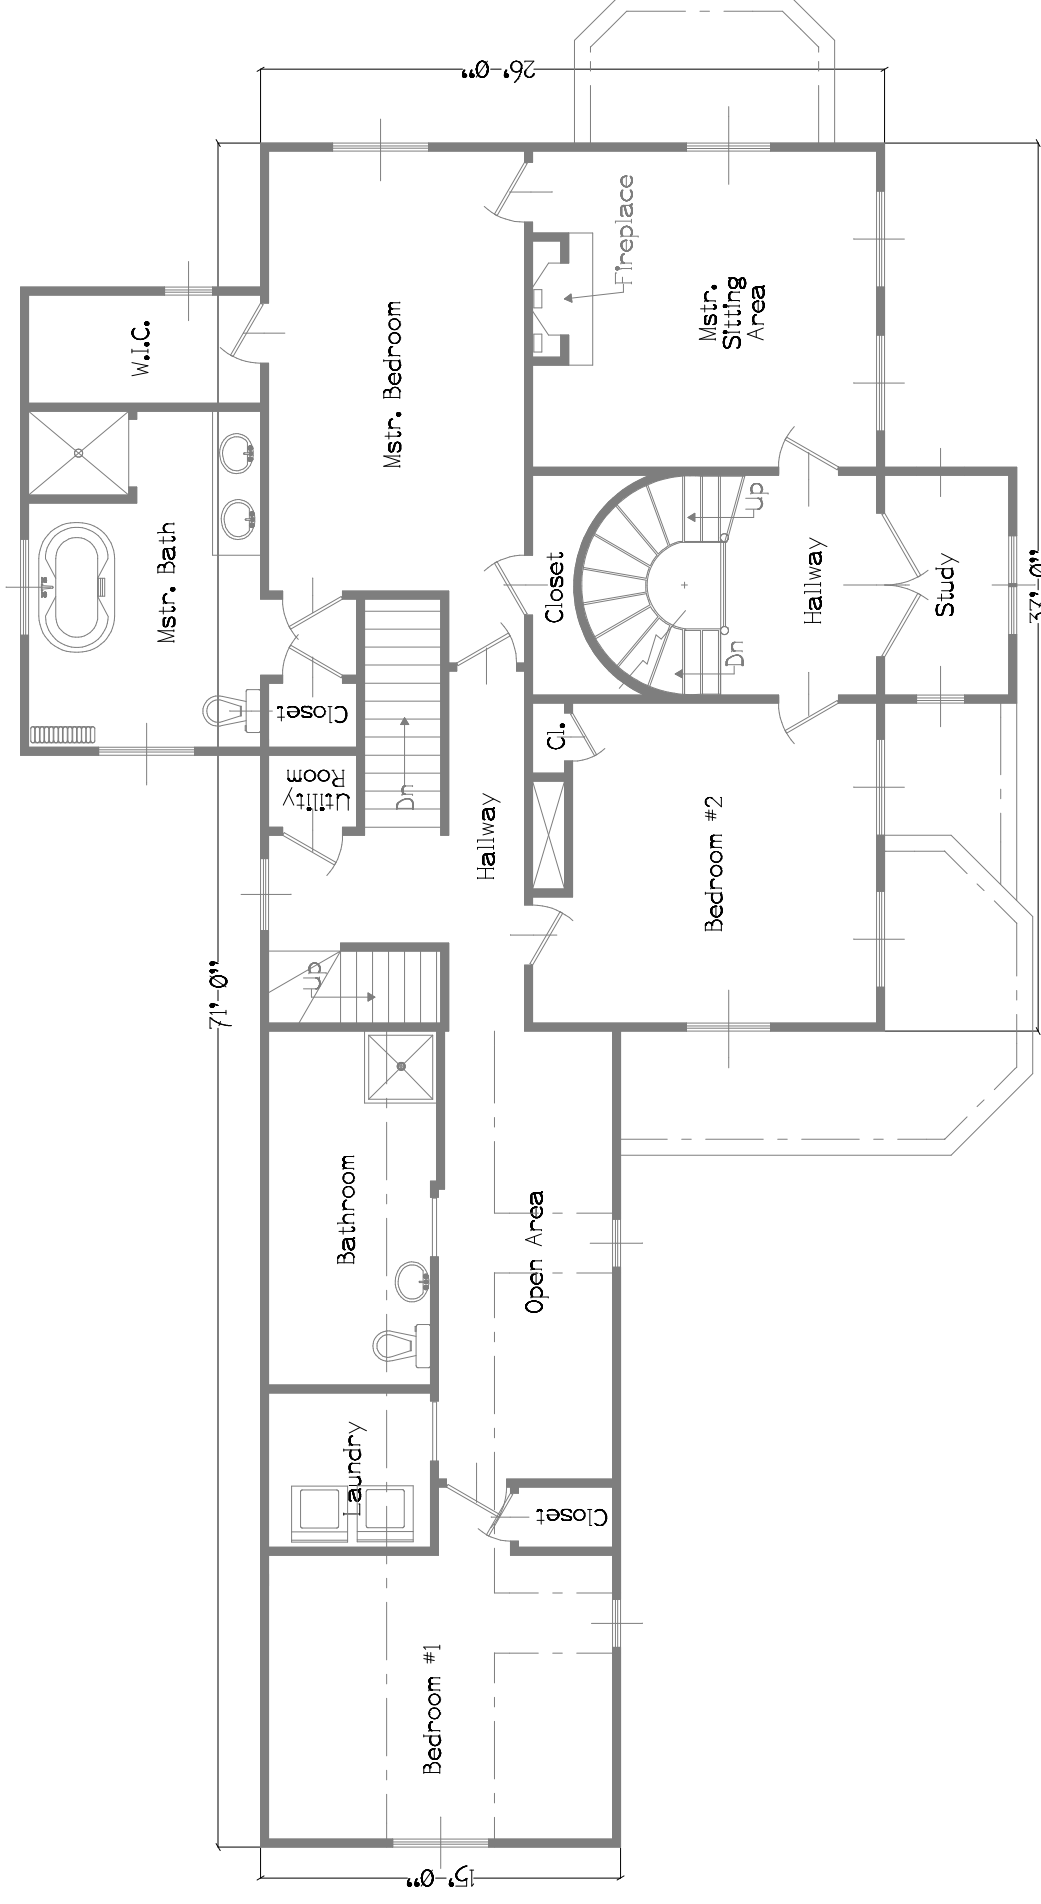 26'-0"
Fireplace
W.I.C.
Mstr. Bedroom
Mstr.
Sitting
Area
Mstr. Bath
up
Closet
Hallway
Study
37'-0"
Dn
Closet
Cl.
Utility
Room
Dn
Hallway
Bedroom #2
up
71'-0"
Bathroom
Open Area
Laundry
Closet
Bedroom #1
15'-0"